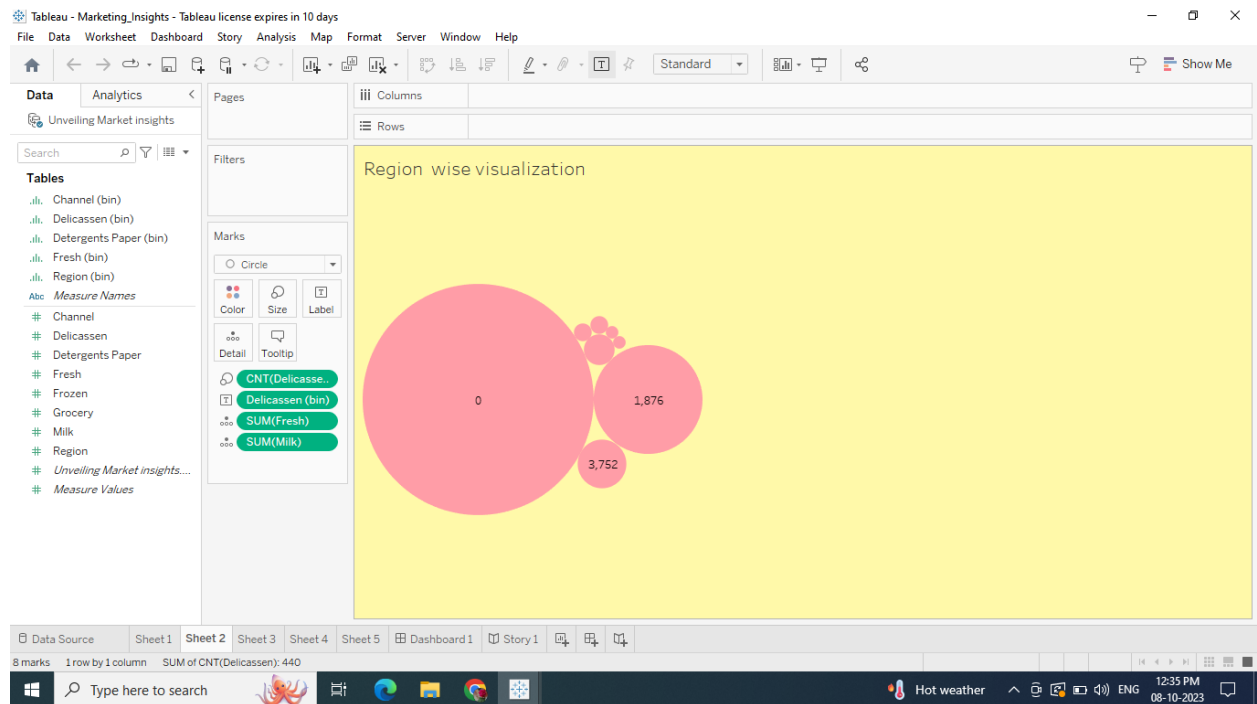 Tableau - Marketing_Insights - Tableau license expires in 10 days
File Data Worksheet Dashboard Story Analysis Map Format Server Window Help
Standard
Show Me
Data Analytics
Unveiling Market insights
Search
Tables
Channel (bin)
Delicassen (bin)
Detergents Paper (bin)
Fresh (bin)
Region (bin)
Abc Measure Names
# Channel
# Delicassen
# Detergents Paper
# Fresh
# Frozen
# Grocery
# Milk
# Region
# Unveiling Market insights....
# Measure Values
Pages
Filters
Marks
Circle
Color Size Label
Detail Tooltip
CNT(Delicasse..
Delicassen (bin)
SUM(Fresh)
SUM(Milk)
Columns
Rows
Region wise visualization
0
1,876
3,752
Data Source Sheet 1 Sheet 2 Sheet 3 Sheet 4 Sheet 5 Dashboard 1 Story 1
8 marks 1 row by 1 column SUM of CNT(Delicassen): 440
Type here to search
Hot weather
ENG
12:35 PM
08-10-2023